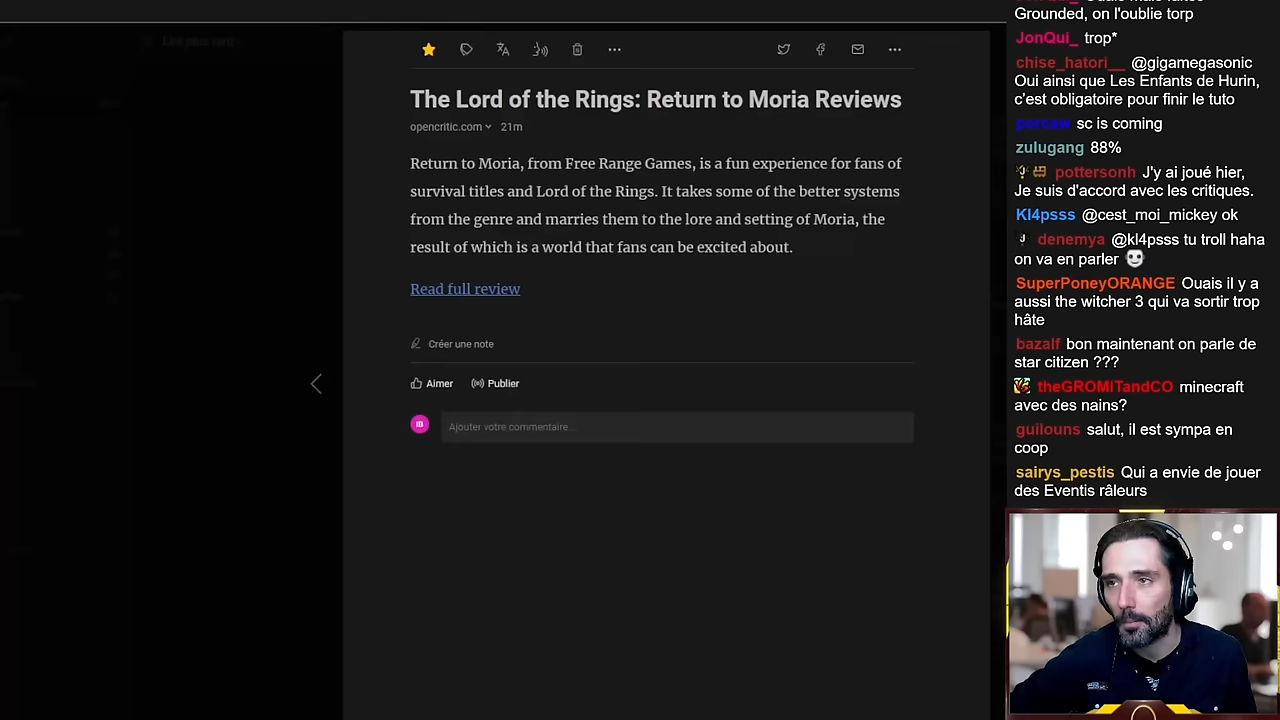 The Lord of the Rings: Return to Moria Reviews
opencritic.com
21m
Return to Moria, from Free Range Games, is a fun experience for fans of
survival titles and Lord of the Rings. It takes some of the better systems
from the genre and marries them to the lore and setting of Moria, the
result of which is a world that fans can be excited about.
Read full review
Créer une note
Aimer
Publier
Ajouter votre commentaire...
Grounded, on l'oublie torp
JonQui_ trop*
chise_hatori__ @gigamegasonic
Oui ainsi que Les Enfants de Hurin,
c'est obligatoire pour finir le tuto
sc is coming
zulugang 88%
pottersonh J'y ai joué hier,
Je suis d'accord avec les critiques.
Kl4psss @cest_moi_mickey ok
denemya @kl4psss tu troll haha
on va en parler
SuperPoneyORANGE Ouais il y a
aussi the witcher 3 qui va sortir trop
hâte
bazalf bon maintenant on parle de
star citizen ???
theGROMITandCO minecraft
avec des nains?
guilouns salut, il est sympa en
coop
sairys_pestis Qui a envie de jouer
des Eventis râleurs